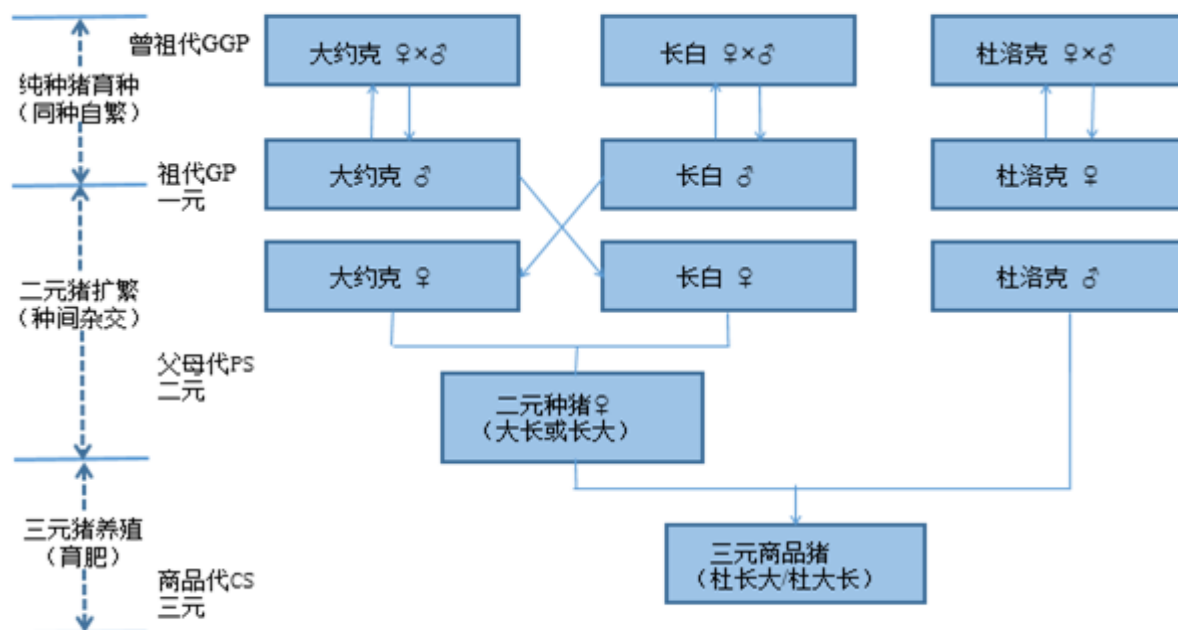 曾祖代GGP
大约克 ♀×♂
长白 ♀×♂
杜洛克 ♀×♂
纯种猪育种
（同种自繁）
祖代GP
一元
大约克 ♂
长白 ♂
杜洛克 ♀
大约克 ♀
长白 ♀
杜洛克 ♂
二元猪扩繁
（种间杂交）
父母代PS
二元
二元种猪♀
（大长或长大）
三元猪养殖
（育肥）
商品代CS
三元
三元商品猪
（杜长大/杜大长）